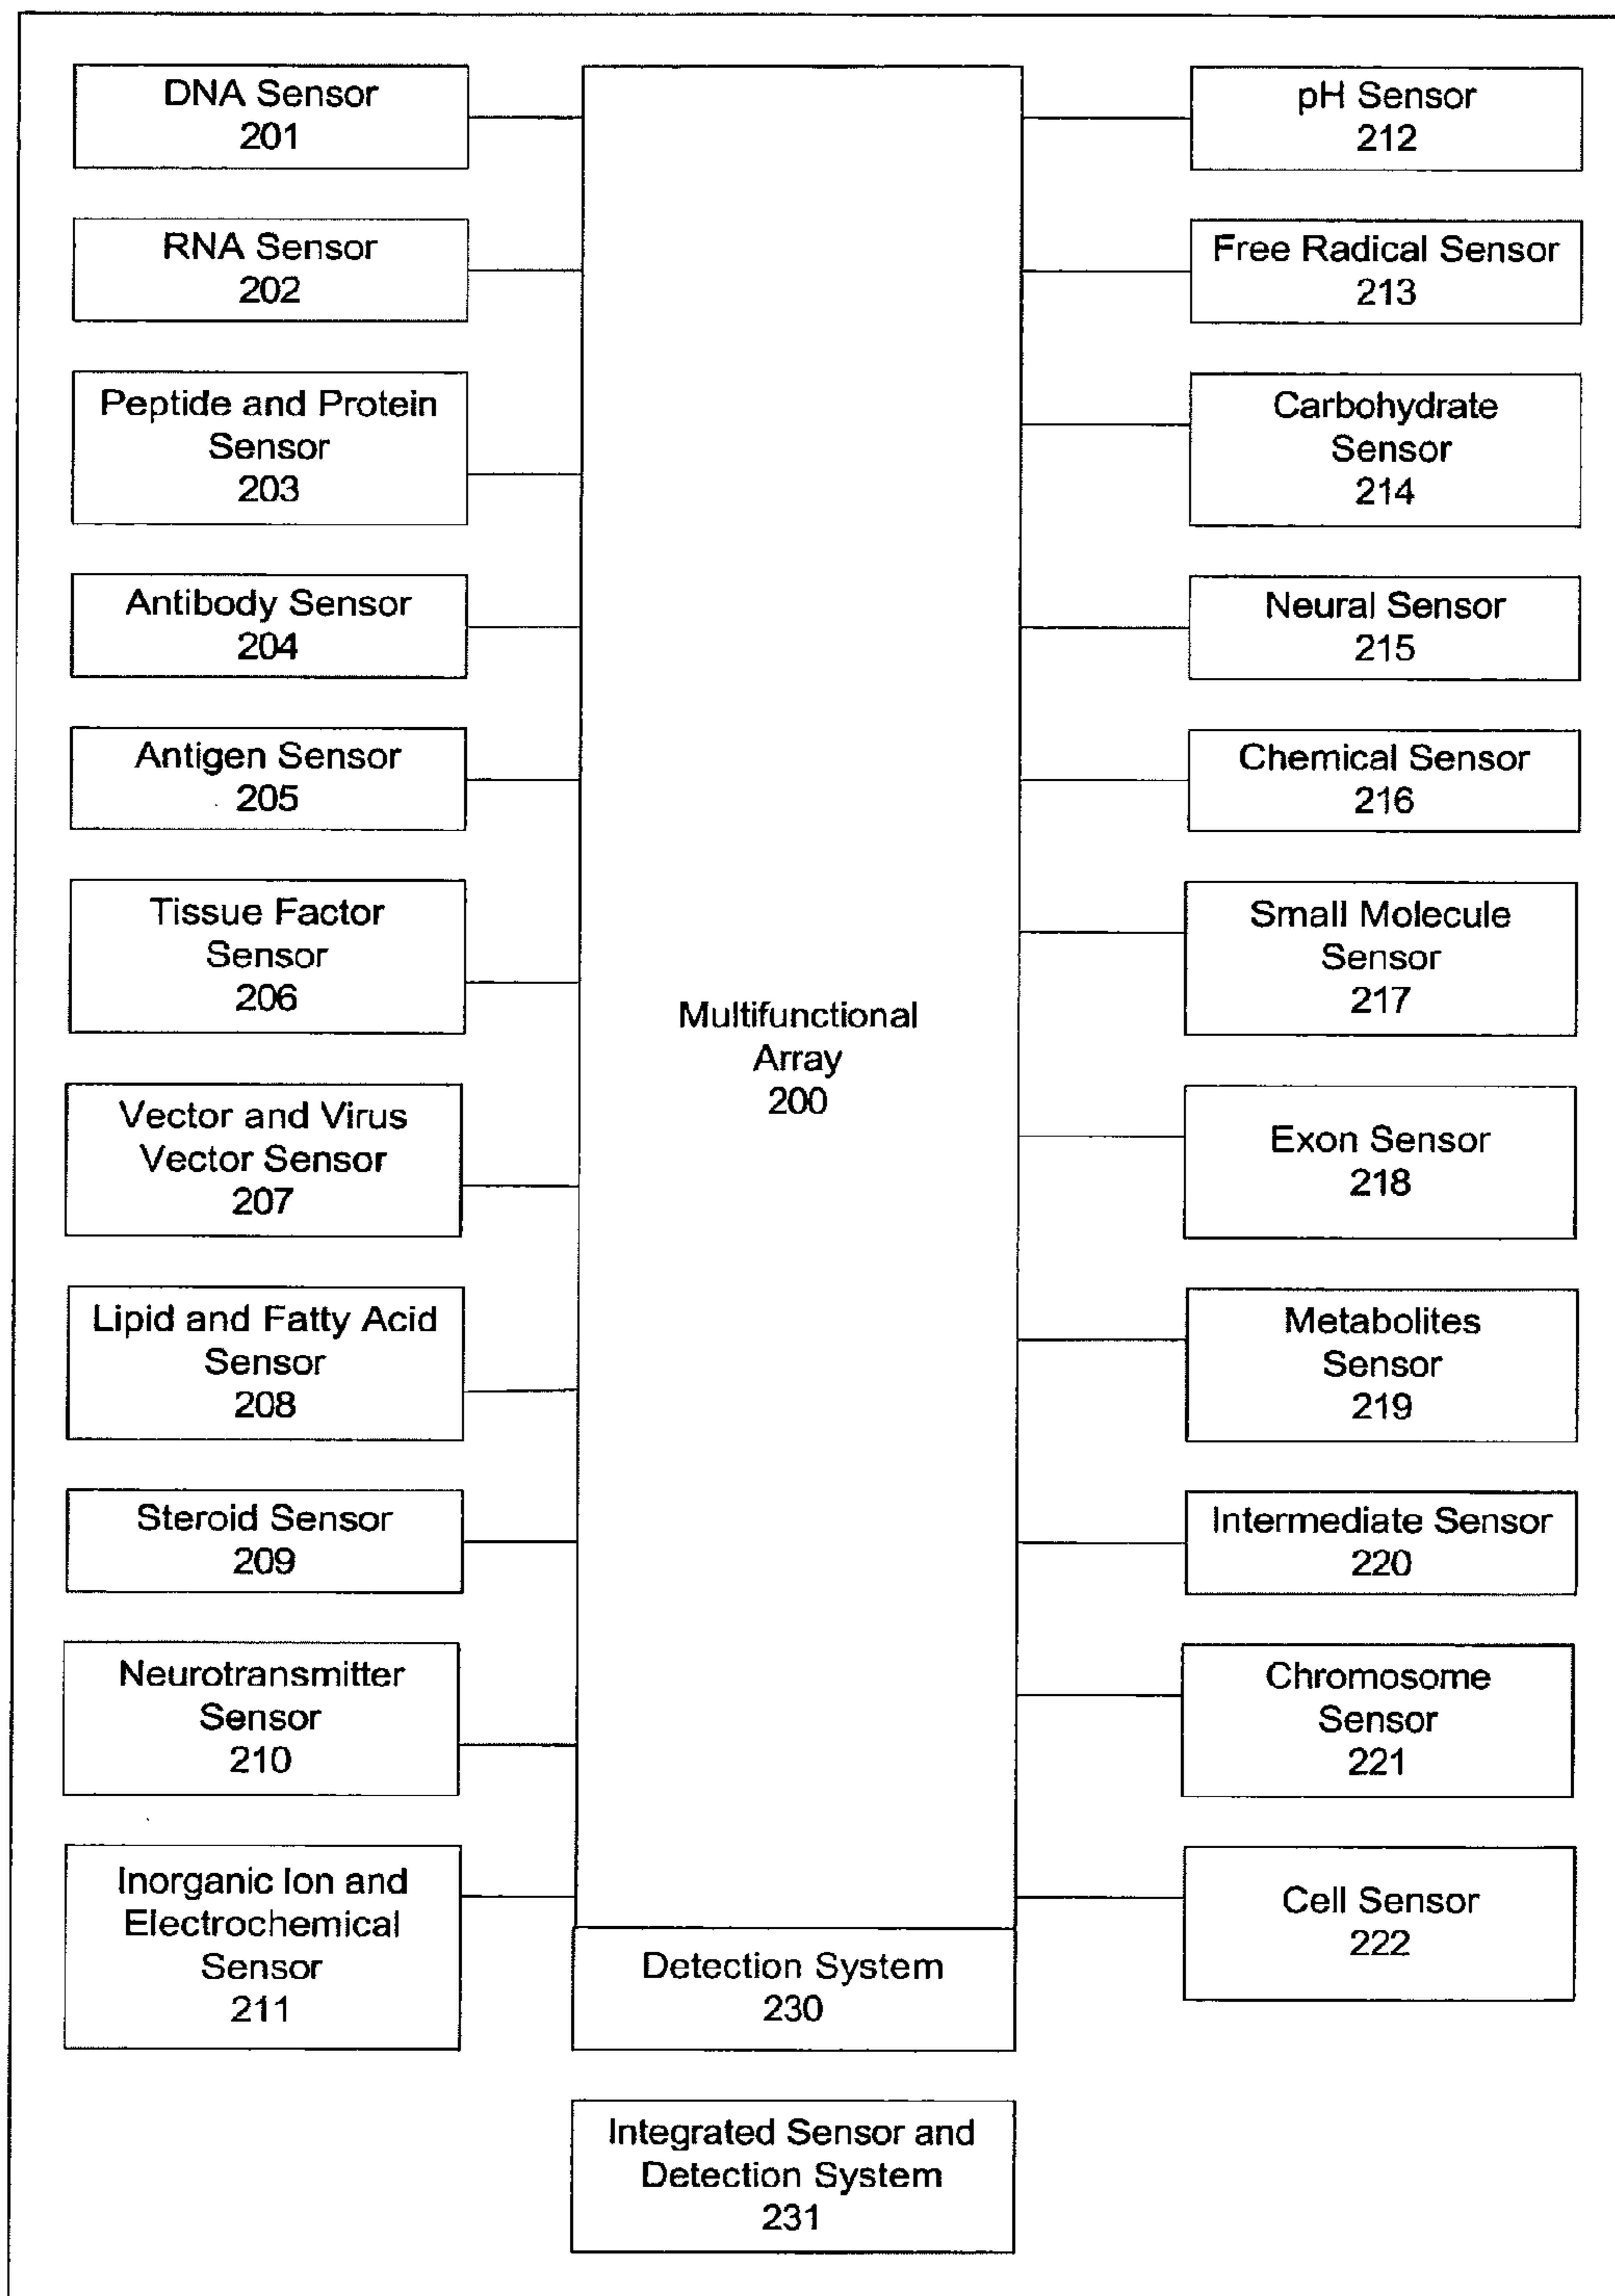 DNA Sensor
201
RNA Sensor
202
Peptide and Protein
Sensor
203
Antibody Sensor
204
Antigen Sensor
205
Tissue Factor
Sensor
206
Vector and Virus
Vector Sensor
207
Lipid and Fatty Acid
Sensor
208
Steroid Sensor
209
Neurotransmitter
Sensor
210
Inorganic Ion and
Electrochemical
Sensor
211
Multifunctional
Array
200
Detection System
230
Integrated Sensor and
Detection System
231
pH Sensor
212
Free Radical Sensor
213
Carbohydrate
Sensor
214
Neural Sensor
215
Chemical Sensor
216
Small Molecule
Sensor
217
Exon Sensor
218
Metabolites
Sensor
219
Intermediate Sensor
220
Chromosome
Sensor
221
Cell Sensor
222